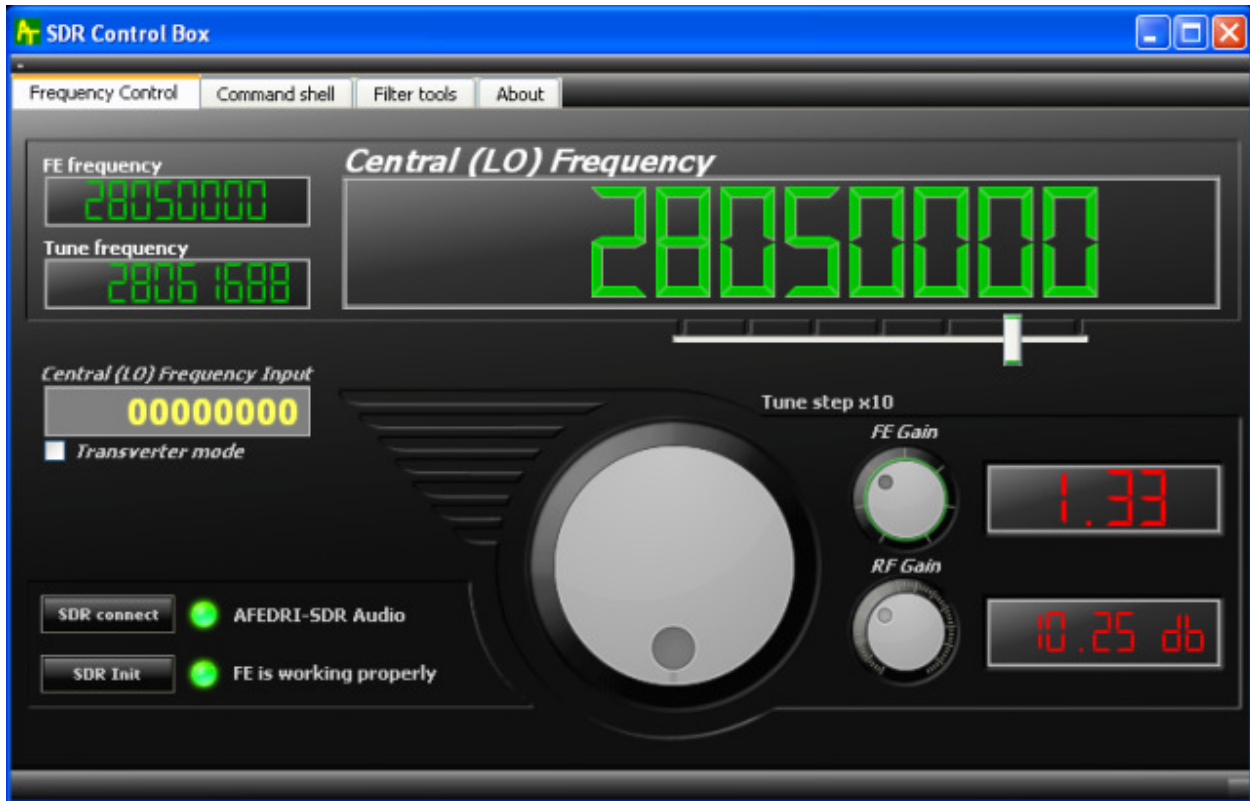 SDR Control Box
Frequency Control Command shell Filter tools About
FE frequency
28050000
Central (LO) Frequency
28050000
Tune frequency
28061688
Central (LO) Frequency Input
00000000
Transverter mode
Tune step x10
FE Gain
1.33
RF Gain
10.25 db
SDR connect AFEDRI-SDR Audio
SDR Init FE is working properly